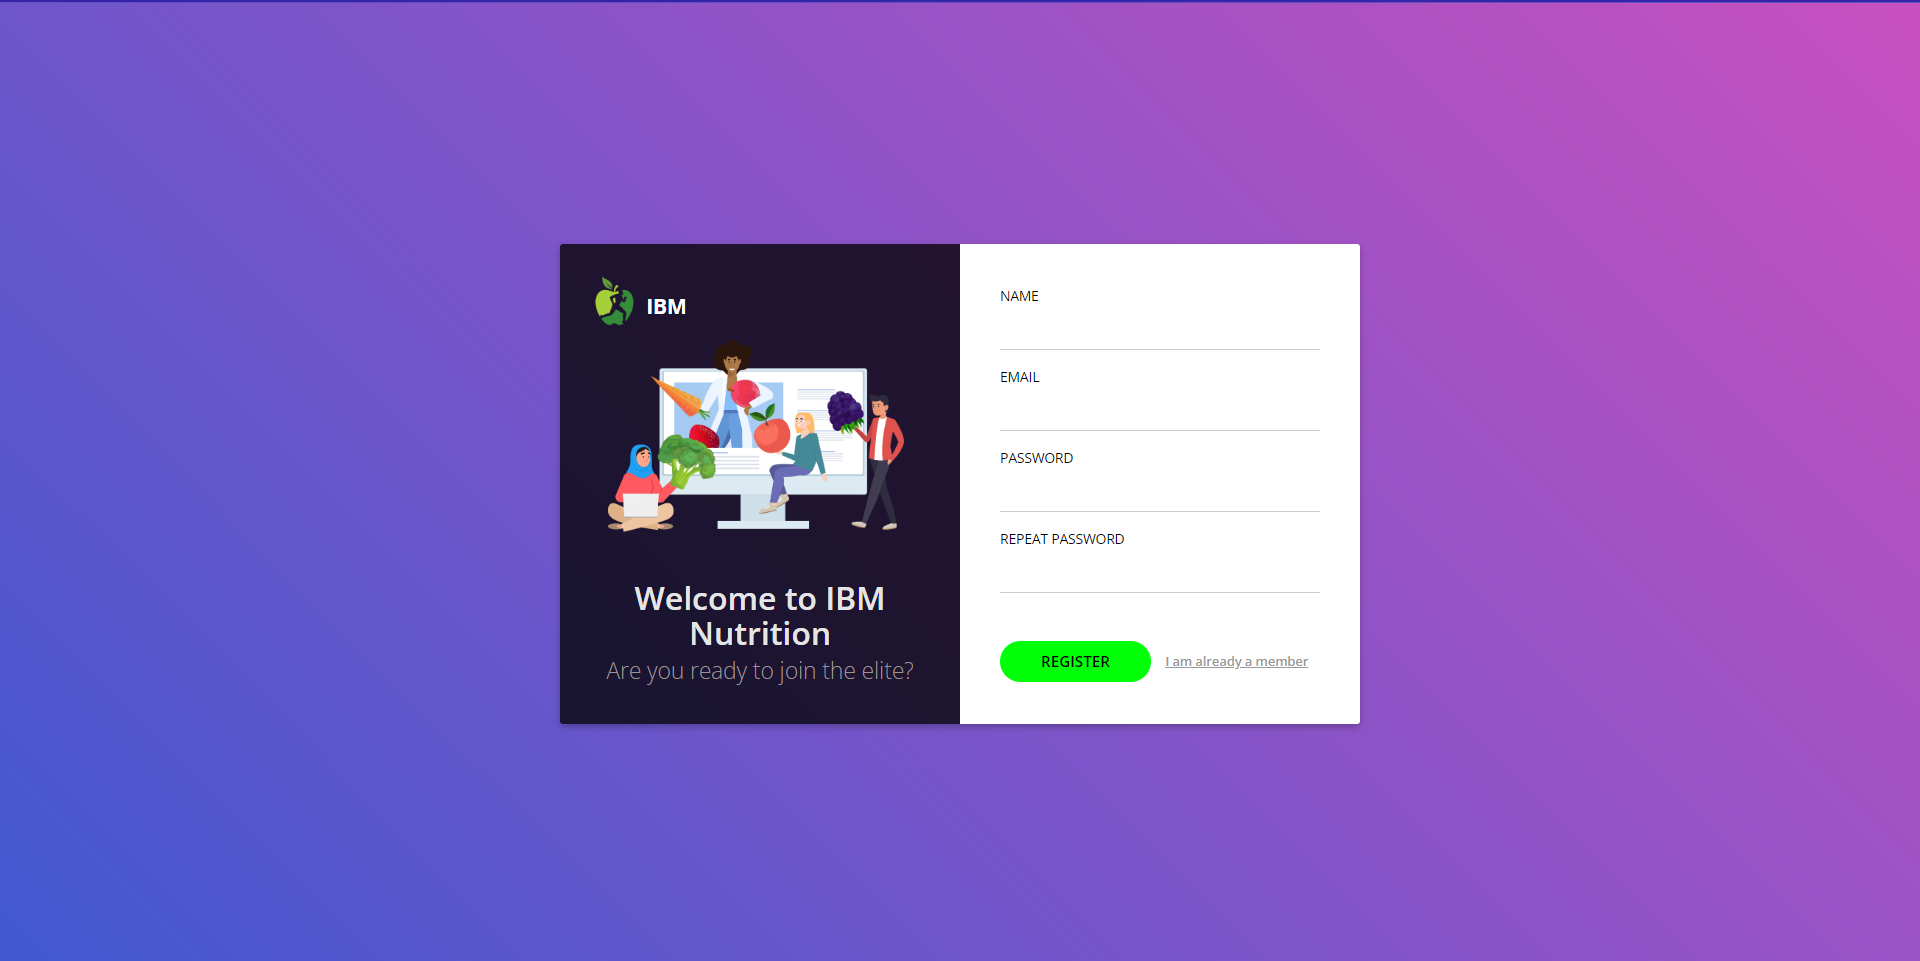 IBM
Welcome to IBM
Nutrition
Are you ready to join the elite?
NAME
EMAIL
PASSWORD
REPEAT PASSWORD
REGISTER
I am already a member